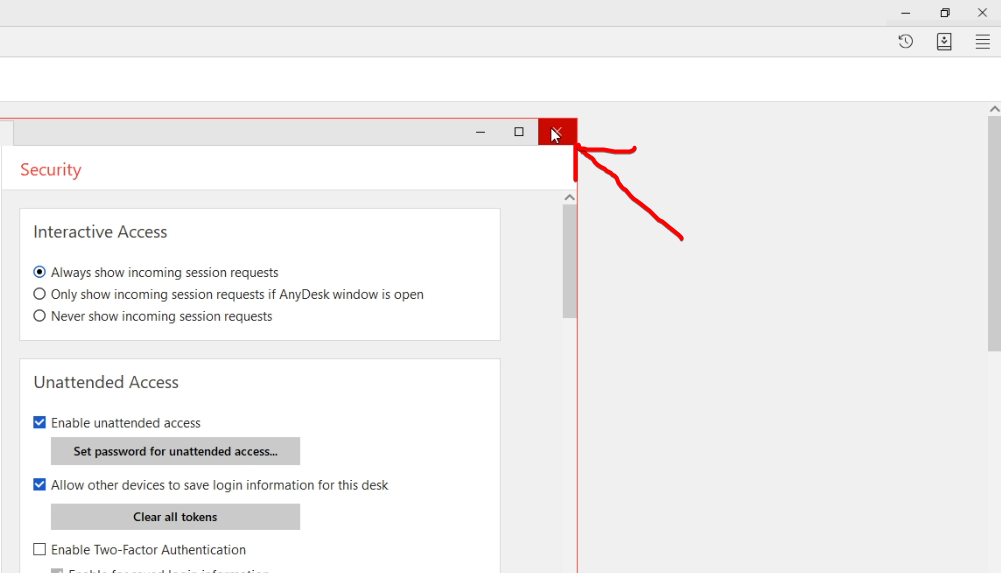 Security
Interactive Access
Always show incoming session requests
Only show incoming session requests if AnyDesk window is open
Never show incoming session requests
Unattended Access
Enable unattended access
Set password for unattended access...
Allow other devices to save login information for this desk
Clear all tokens
Enable Two-Factor Authentication